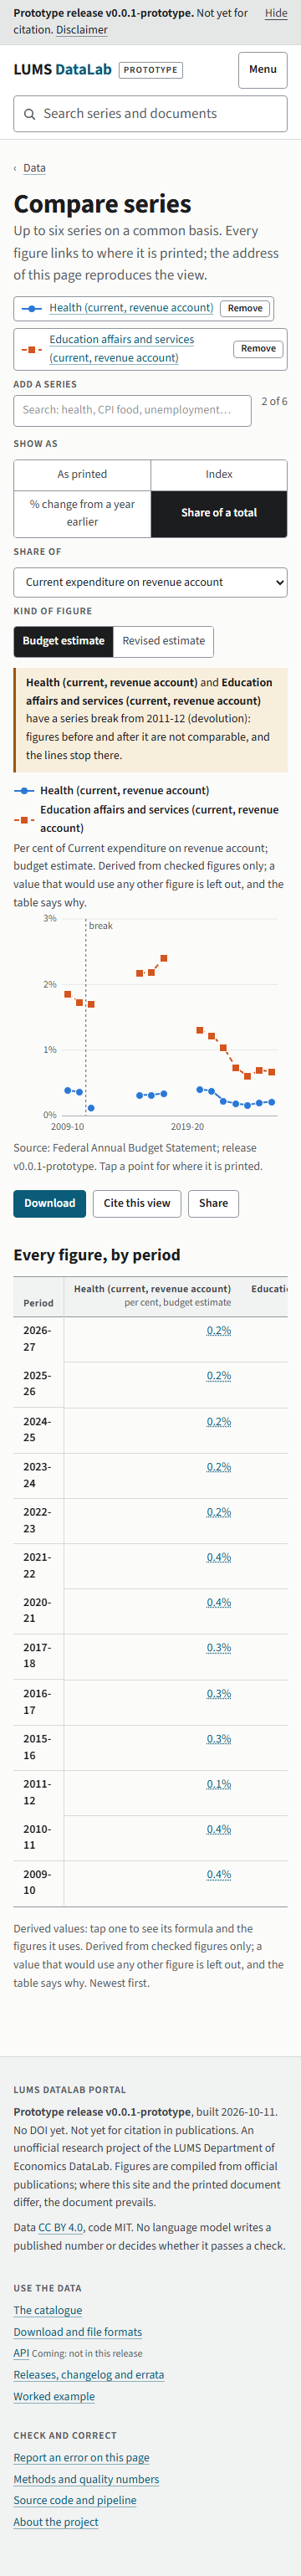 Prototype release v0.0.1-prototype. Not yet for
citation. Disclaimer
Hide
LUMS DataLab PROTOTYPE
Menu
Search series and documents
‹ Data
Compare series
Up to six series on a common basis. Every
figure links to where it is printed; the address
of this page reproduces the view.
Health (current, revenue account) Remove
Education affairs and services
(current, revenue account)
Remove
ADD A SERIES
Search: health, CPI food, unemployment…
2 of 6
SHOW AS
As printed
Index
% change from a year
earlier
Share of a total
SHARE OF
Current expenditure on revenue account
KIND OF FIGURE
Budget estimate
Revised estimate
Health (current, revenue account) and Education
affairs and services (current, revenue account)
have a series break from 2011-12 (devolution):
figures before and after it are not comparable, and
the lines stop there.
Health (current, revenue account)
Education affairs and services (current, revenue
account)
Per cent of Current expenditure on revenue account;
budget estimate. Derived from checked figures only; a
value that would use any other figure is left out, and the
table says why.
3%
break
2%
1%
0%
2009-10
2019-20
Source: Federal Annual Budget Statement; release
v0.0.1-prototype. Tap a point for where it is printed.
Download
Cite this view
Share
Every figure, by period
Period
Health (current, revenue account)
per cent, budget estimate
Educatio
2026-
27
0.2%
2025-
26
0.2%
2024-
25
0.2%
2023-
24
0.2%
2022-
23
0.2%
2021-
22
0.4%
2020-
21
0.4%
2017-
18
0.3%
2016-
17
0.3%
2015-
16
0.3%
2011-
12
0.1%
2010-
11
0.4%
2009-
10
0.4%
Derived values: tap one to see its formula and the
figures it uses. Derived from checked figures only; a
value that would use any other figure is left out, and the
table says why. Newest first.
LUMS DATALAB PORTAL
Prototype release v0.0.1-prototype, built 2026-10-11.
No DOI yet. Not yet for citation in publications. An
unofficial research project of the LUMS Department of
Economics DataLab. Figures are compiled from official
publications; where this site and the printed document
differ, the document prevails.
Data CC BY 4.0, code MIT. No language model writes a
published number or decides whether it passes a check.
USE THE DATA
The catalogue
Download and file formats
API Coming: not in this release
Releases, changelog and errata
Worked example
CHECK AND CORRECT
Report an error on this page
Methods and quality numbers
Source code and pipeline
About the project